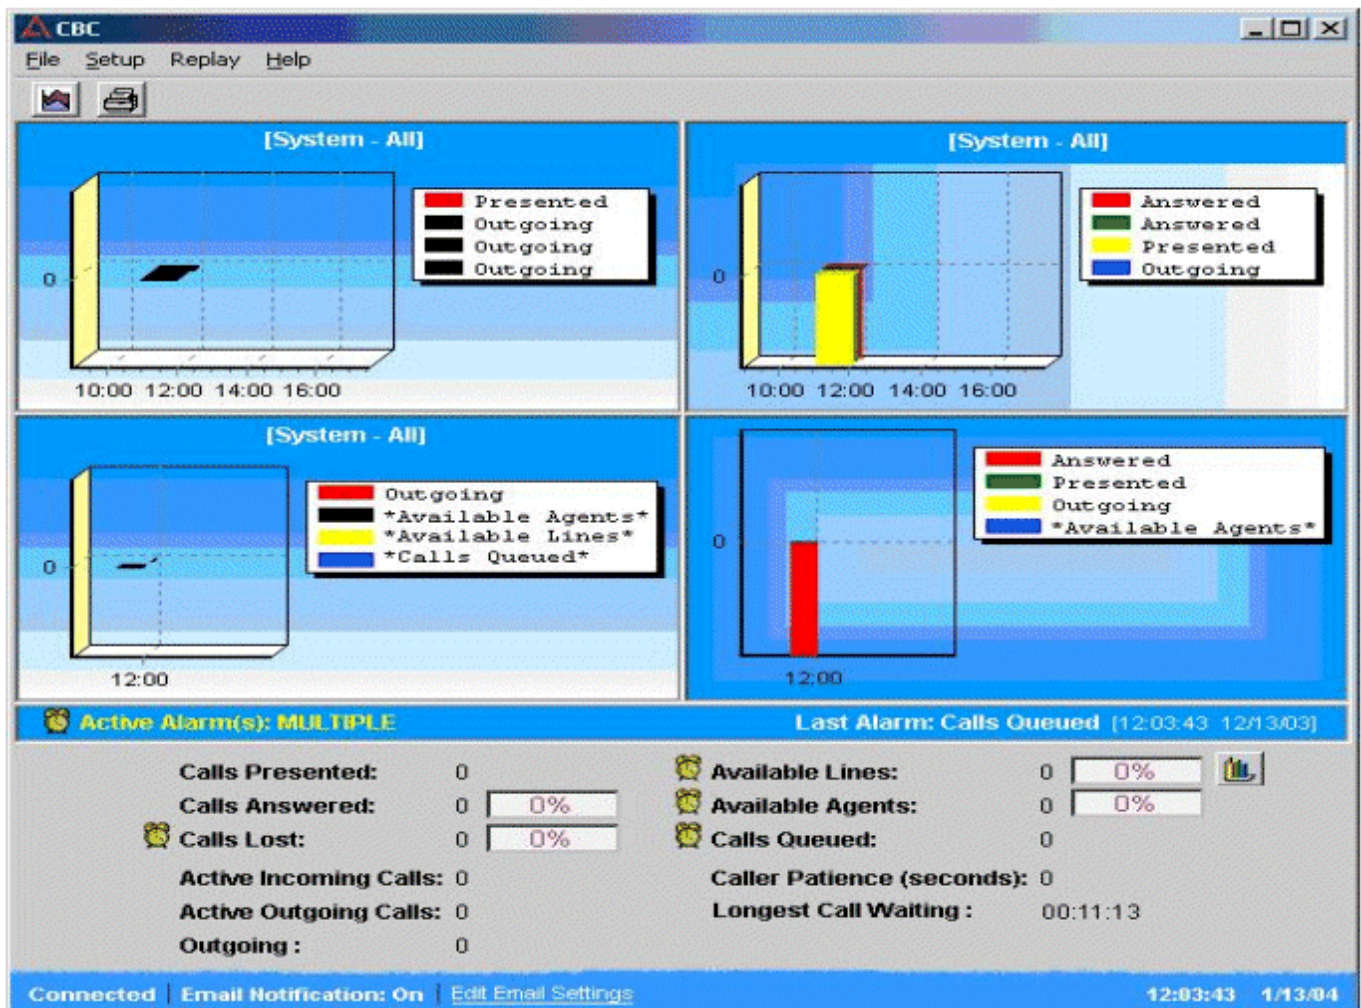 CBC
File Setup Replay Help
[System - All]
Presented
Outgoing
Outgoing
Outgoing
0
10:00 12:00 14:00 16:00
[System - All]
Answered
Answered
Presented
Outgoing
0
10:00 12:00 14:00 16:00
[System - All]
Outgoing
*Available Agents*
*Available Lines*
*Calls Queued*
0
12:00
Answered
Presented
Outgoing
*Available Agents*
0
12:00
Active Alarm(s): MULTIPLE
Last Alarm: Calls Queued [12:03:43 12/13/03]
Calls Presented: 0
Calls Answered: 0 0%
Calls Lost: 0 0%
Active Incoming Calls: 0
Active Outgoing Calls: 0
Outgoing : 0
Available Lines: 0 0%
Available Agents: 0 0%
Calls Queued: 0
Caller Patience (seconds): 0
Longest Call Waiting : 00:11:13
Connected | Email Notification: On | Edit Email Settings
12:03:43 1/13/04